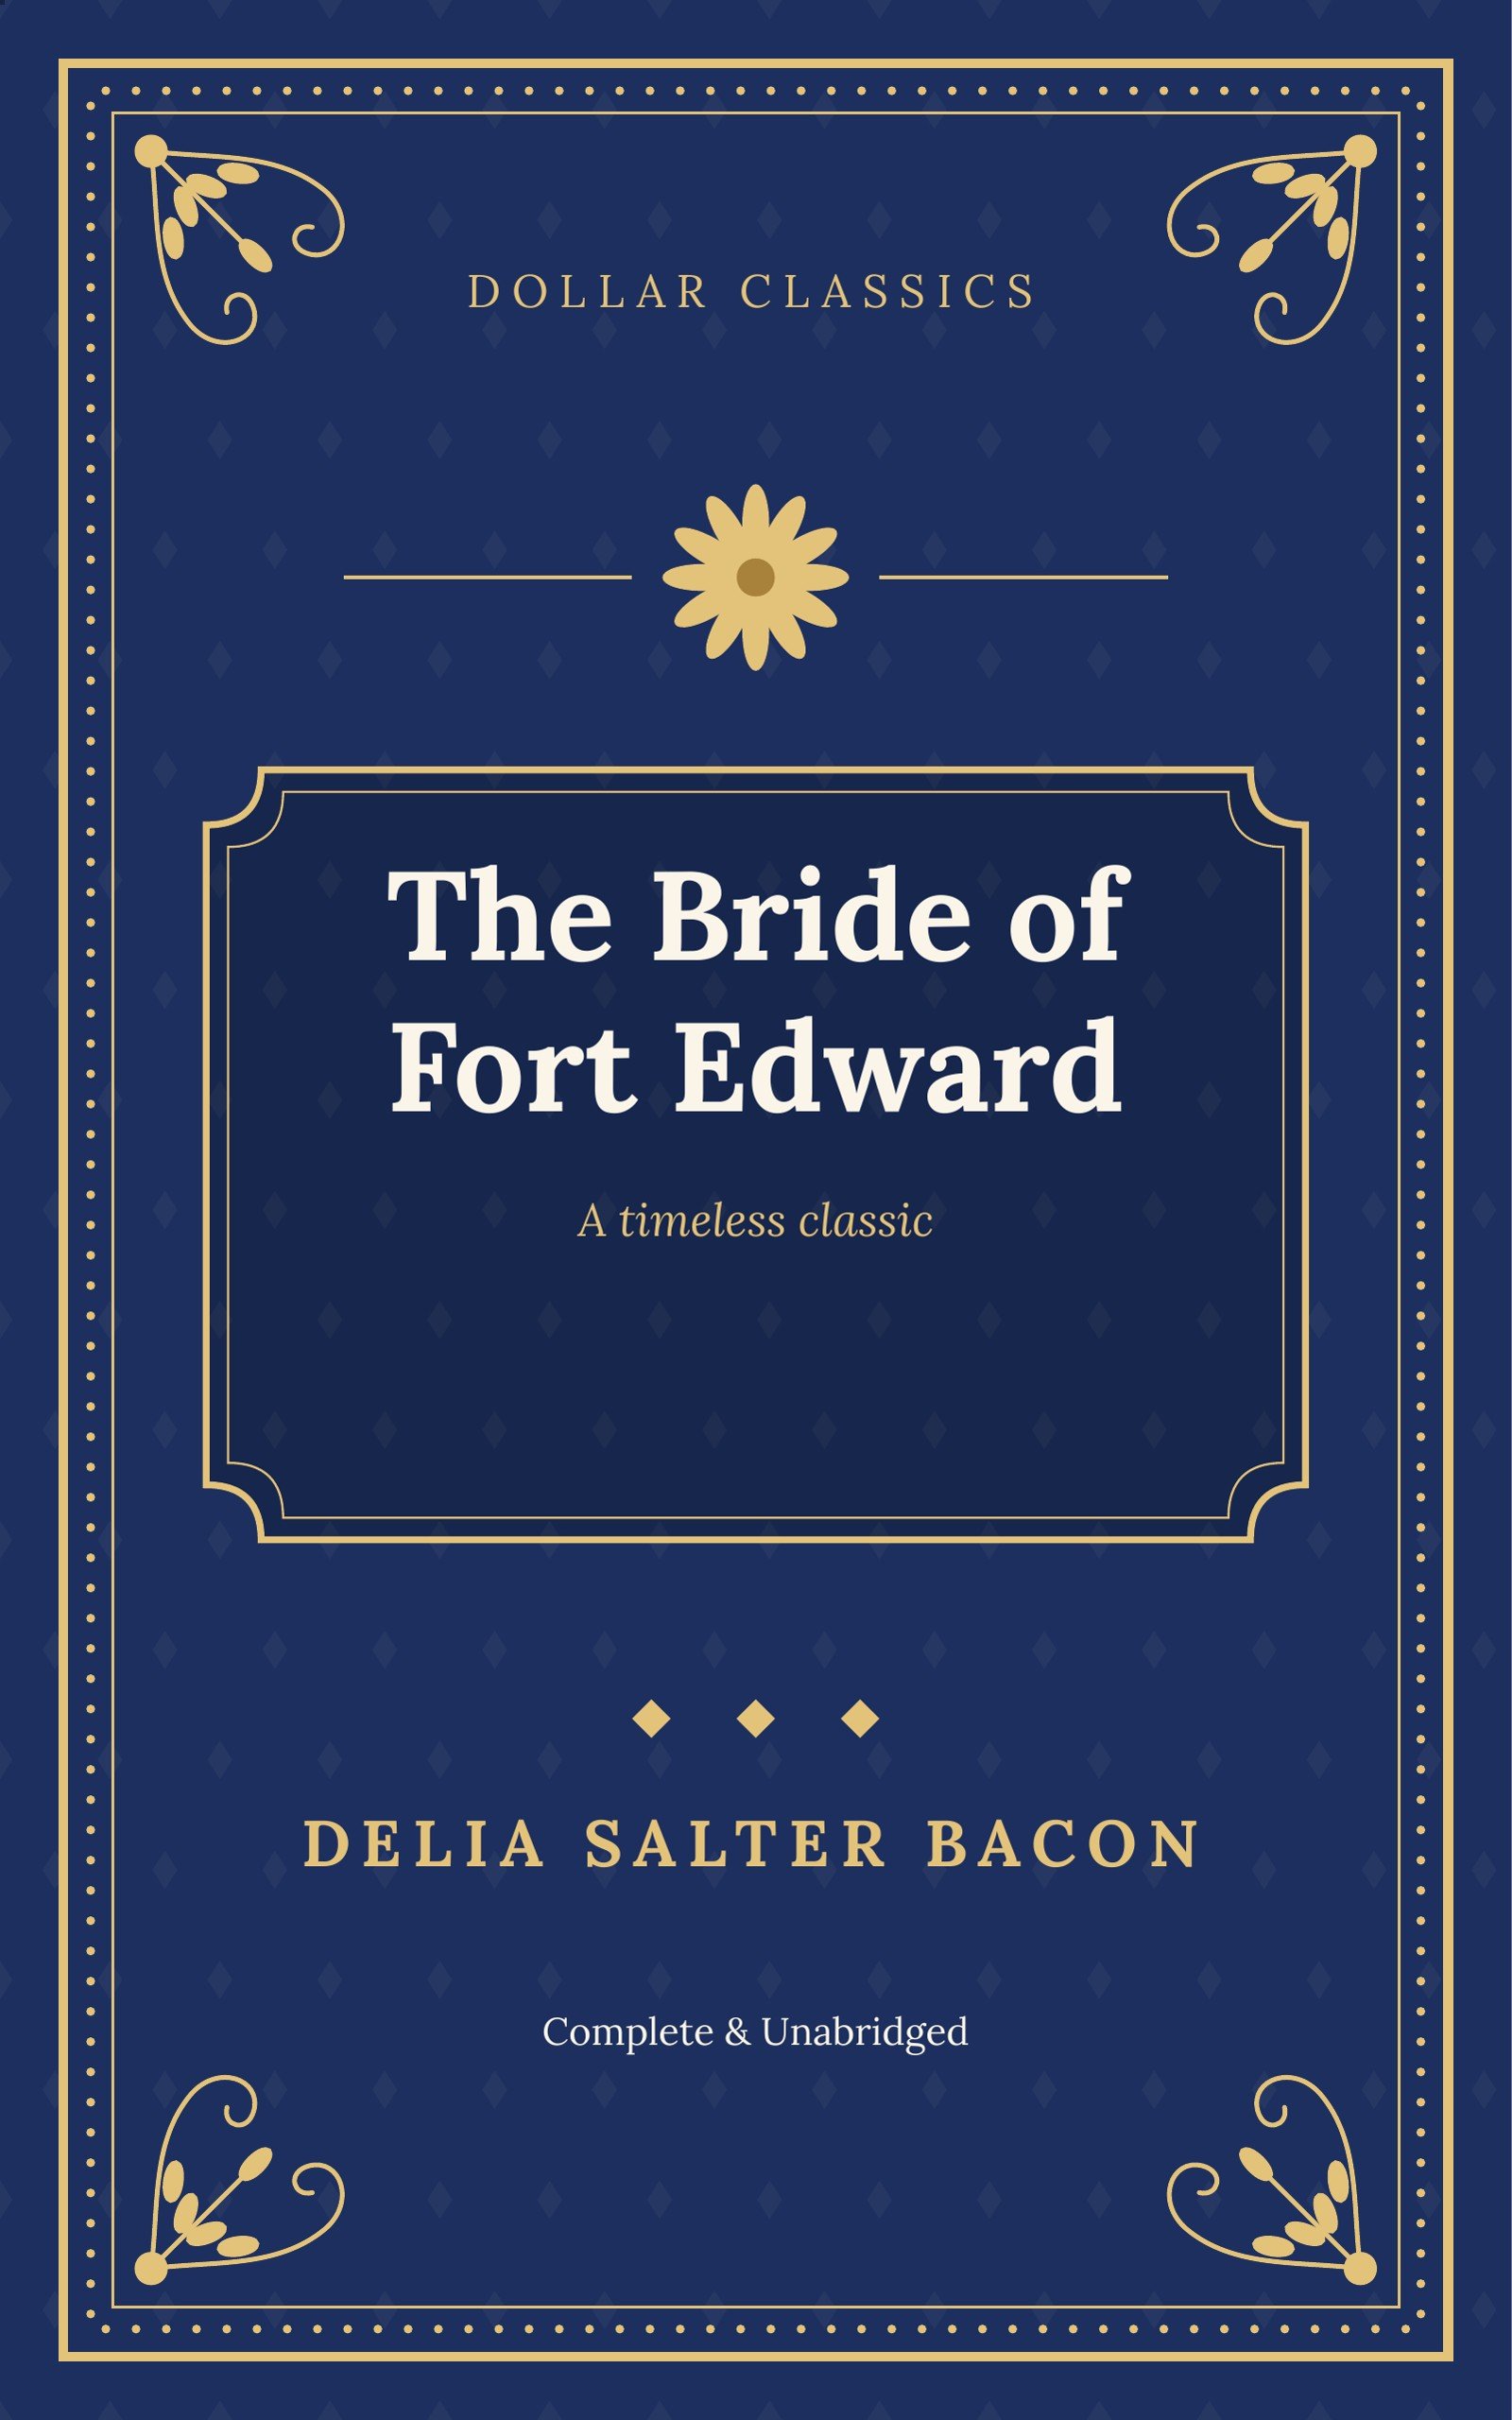 DOLLAR CLASSICS
The Bride of
Fort Edward
A timeless classic
DELIA SALTER BACON
Complete & Unabridged